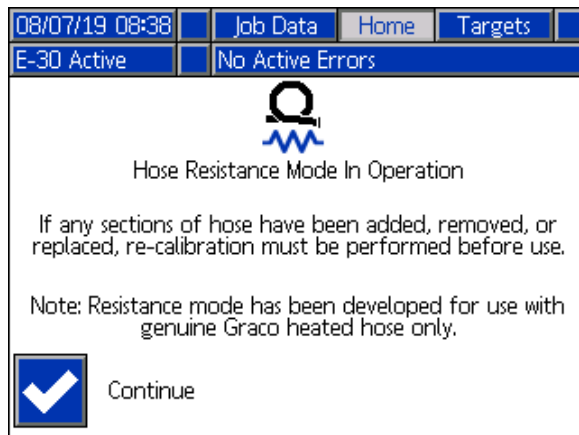 08/07/19 08:38 Job Data Home Targets
E-30 Active No Active Errors
Hose Resistance Mode In Operation
If any sections of hose have been added, removed, or
replaced, re-calibration must be performed before use.
Note: Resistance mode has been developed for use with
genuine Graco heated hose only.
Continue